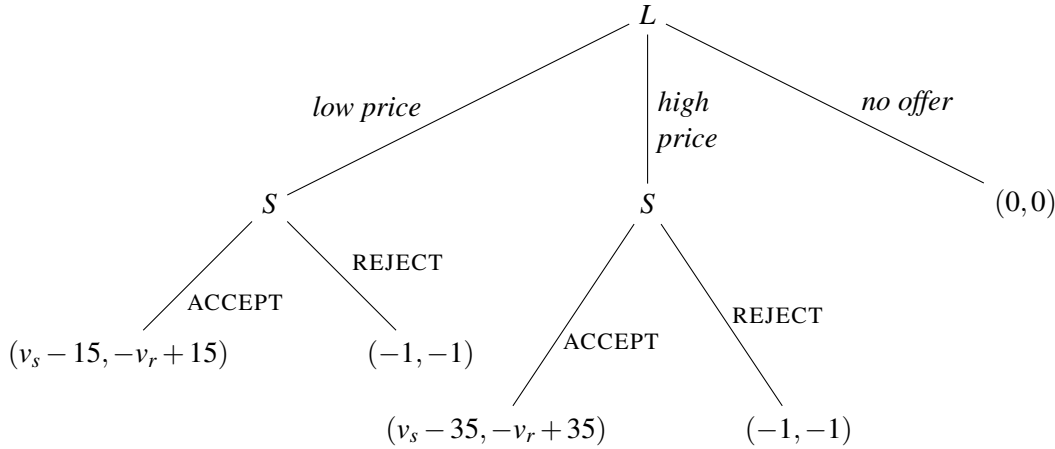 L
low price
high
price
no offer
S
S
(0,0)
REJECT
ACCEPT
REJECT
ACCEPT
(v_s − 15, −v_r + 15)
(−1,−1)
(v_s − 35, −v_r + 35)
(−1,−1)